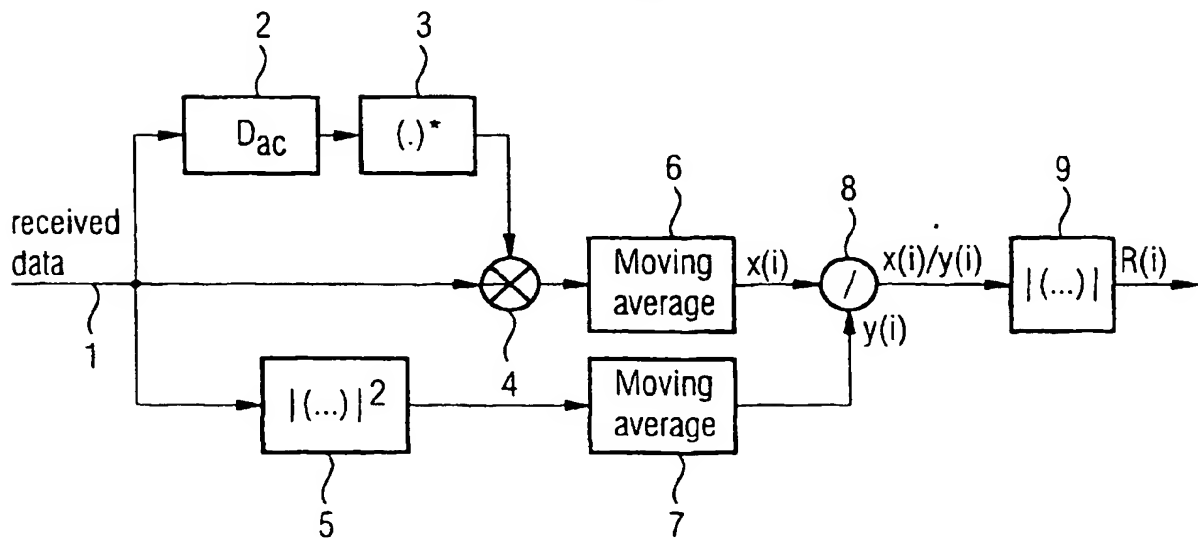 2
3
D_ac
(.)*
received
data
6
8
9
Moving
average
x(i)
/
x(i)/y(i)
|(...)|
R(i)
y(i)
1
4
|(...)|²
Moving
average
5
7